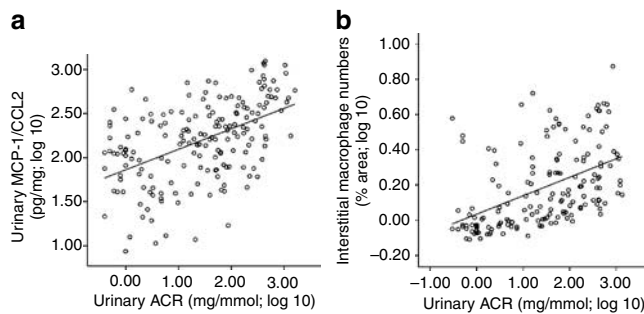 a
Urinary MCP-1/CCL2
(pg/mg; log 10)
3.00
2.50
2.00
1.50
1.00
0.00 1.00 2.00 3.00
Urinary ACR (mg/mmol; log 10)
b
Interstitial macrophage numbers
(% area; log 10)
1.00
0.80
0.60
0.40
0.20
0.00
−0.20
−1.00 0.00 1.00 2.00 3.00
Urinary ACR (mg/mmol; log 10)